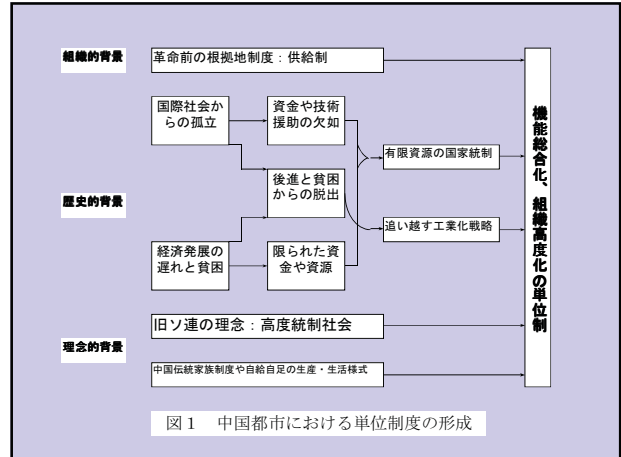 組織的背景
革命前の根拠地制度：供給制
国際社会か
らの孤立
資金や技術
援助の欠如
有限資源の国家統制
歴史的背景
後進と貧困
からの脱出
追い越す工業化戦略
経済発展の
遅れと貧困
限られた資
金や資源
旧ソ連の理念：高度統制社会
理念的背景
中国伝統家族制度や自給自足の生産・生活様式
機能総合化、組織高度化の単位制
図１　中国都市における単位制度の形成